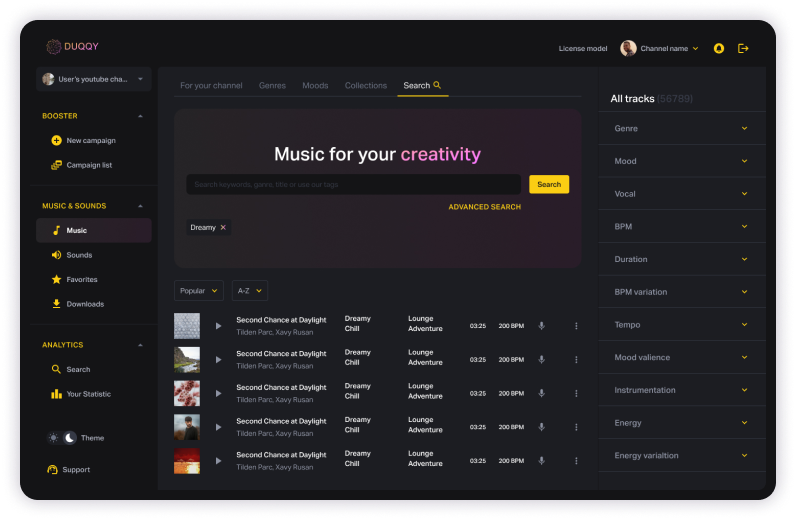 DUQQY
License model
Channel name
User's youtube cha...
BOOSTER
New campaign
Campaign list
MUSIC & SOUNDS
Music
Sounds
Favorites
Downloads
ANALYTICS
Search
Your Statistic
Theme
Support
For your channel Genres Moods Collections Search
Music for your creativity
Search keywords, genre, title or use our tags
Search
ADVANCED SEARCH
Dreamy ×
Popular
A-Z
Second Chance at Daylight Dreamy Lounge
Tilden Parc, Xavy Rusan Chill Adventure 03:25 200 BPM
Second Chance at Daylight Dreamy Lounge
Tilden Parc, Xavy Rusan Chill Adventure 03:25 200 BPM
Second Chance at Daylight Dreamy Lounge
Tilden Parc, Xavy Rusan Chill Adventure 03:25 200 BPM
Second Chance at Daylight Dreamy Lounge
Tilden Parc, Xavy Rusan Chill Adventure 03:25 200 BPM
Second Chance at Daylight Dreamy Lounge
Tilden Parc, Xavy Rusan Chill Adventure 03:25 200 BPM
All tracks (56789)
Genre
Mood
Vocal
BPM
Duration
BPM variation
Tempo
Mood valience
Instrumentation
Energy
Energy varialtion